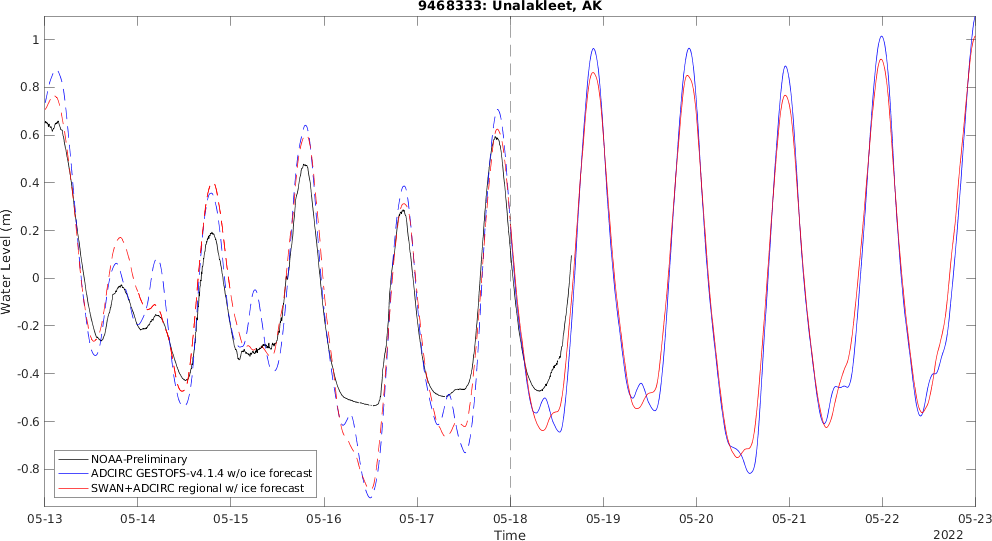 9468333: Unalakleet, AK
1
0.8
0.6
0.4
0.2
0
-0.2
-0.4
-0.6
-0.8
Water Level (m)
NOAA-Preliminary
ADCIRC GESTOFS-v4.1.4 w/o ice forecast
SWAN+ADCIRC regional w/ ice forecast
05-13 05-14 05-15 05-16 05-17 05-18 05-19 05-20 05-21 05-22 05-23
Time
2022